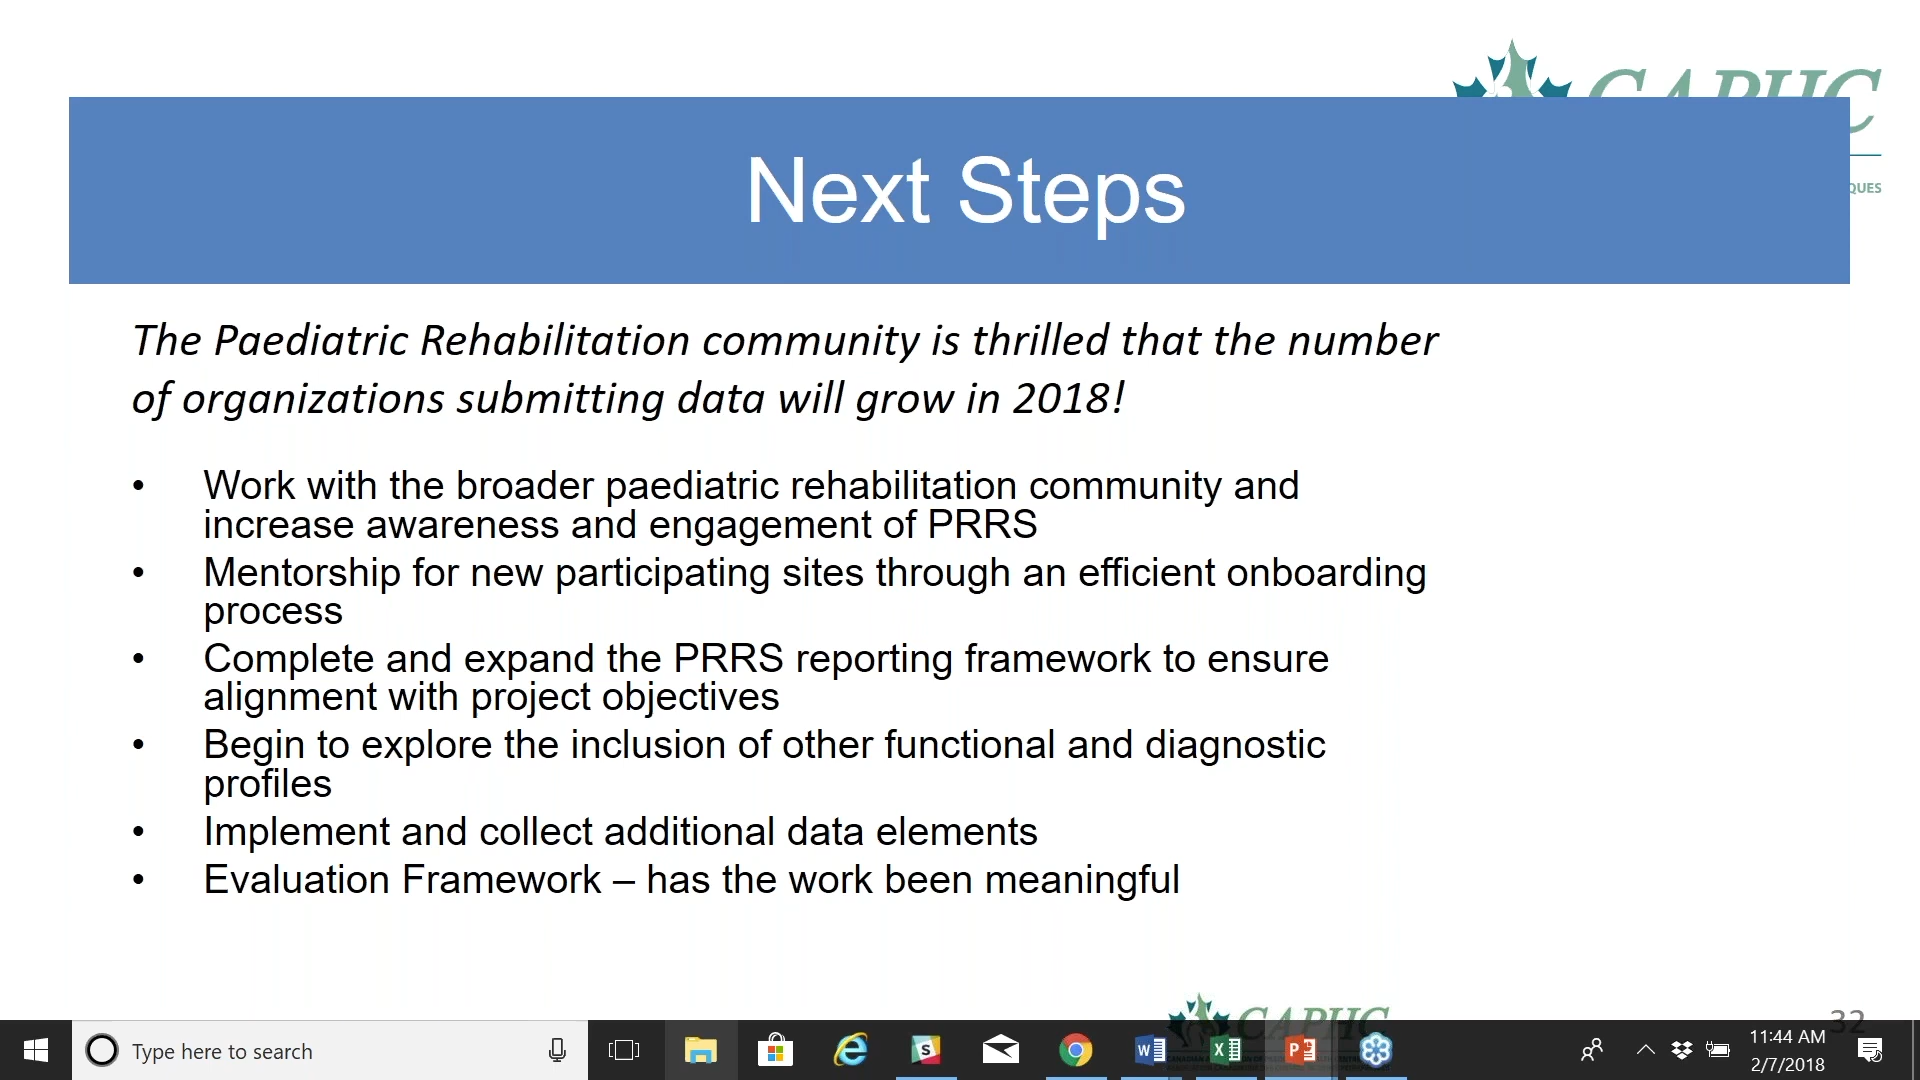 CAPHC
QUES
Next Steps
The Paediatric Rehabilitation community is thrilled that the number
of organizations submitting data will grow in 2018!
• Work with the broader paediatric rehabilitation community and
increase awareness and engagement of PRRS
• Mentorship for new participating sites through an efficient onboarding
process
• Complete and expand the PRRS reporting framework to ensure
alignment with project objectives
• Begin to explore the inclusion of other functional and diagnostic
profiles
• Implement and collect additional data elements
• Evaluation Framework – has the work been meaningful
CAPHC
32
Type here to search
11:44 AM
2/7/2018